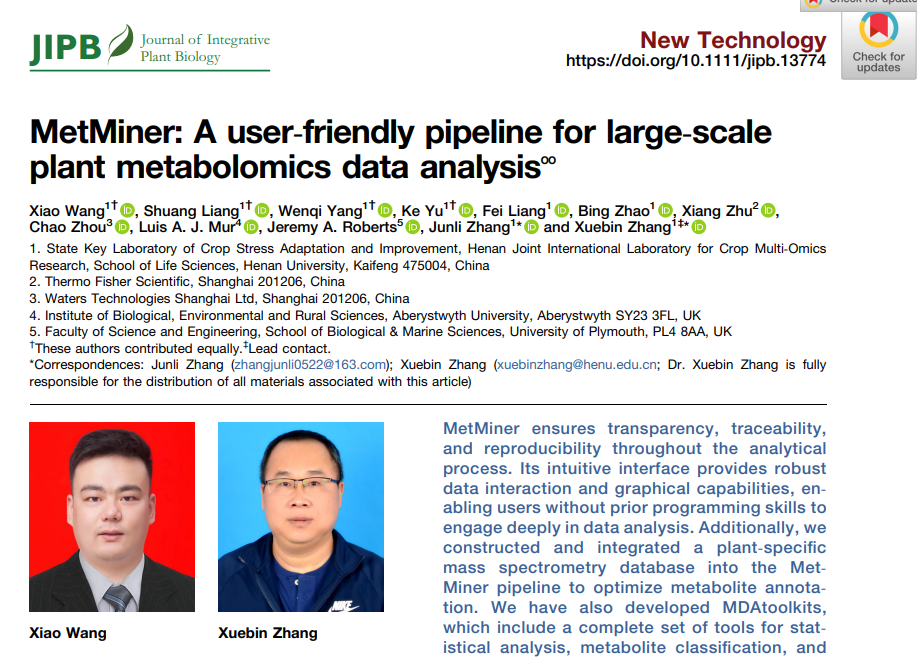 Check for updates
JIPB Journal of Integrative
Plant Biology
New Technology
https://doi.org/10.1111/jipb.13774
Check for
updates
MetMiner: A user-friendly pipeline for large-scale
plant metabolomics data analysis∞
Xiao Wang1† iD, Shuang Liang1† iD, Wenqi Yang1† iD, Ke Yu1† iD, Fei Liang1 iD, Bing Zhao1 iD, Xiang Zhu2 iD,
Chao Zhou3 iD, Luis A. J. Mur4 iD, Jeremy A. Roberts5 iD, Junli Zhang1* iD and Xuebin Zhang1‡* iD
1. State Key Laboratory of Crop Stress Adaptation and Improvement, Henan Joint International Laboratory for Crop Multi-Omics
Research, School of Life Sciences, Henan University, Kaifeng 475004, China
2. Thermo Fisher Scientific, Shanghai 201206, China
3. Waters Technologies Shanghai Ltd, Shanghai 201206, China
4. Institute of Biological, Environmental and Rural Sciences, Aberystwyth University, Aberystwyth SY23 3FL, UK
5. Faculty of Science and Engineering, School of Biological & Marine Sciences, University of Plymouth, PL4 8AA, UK
†These authors contributed equally.‡Lead contact.
*Correspondences: Junli Zhang (zhangjunli0522@163.com); Xuebin Zhang (xuebinzhang@henu.edu.cn; Dr. Xuebin Zhang is fully
responsible for the distribution of all materials associated with this article)
NIKE
Xiao Wang
Xuebin Zhang
MetMiner ensures transparency, traceability,
and reproducibility throughout the analytical
process. Its intuitive interface provides robust
data interaction and graphical capabilities, en-
abling users without prior programming skills to
engage deeply in data analysis. Additionally, we
constructed and integrated a plant-specific
mass spectrometry database into the Met-
Miner pipeline to optimize metabolite annota-
tion. We have also developed MDAtoolkits,
which include a complete set of tools for stat-
istical analysis, metabolite classification, and